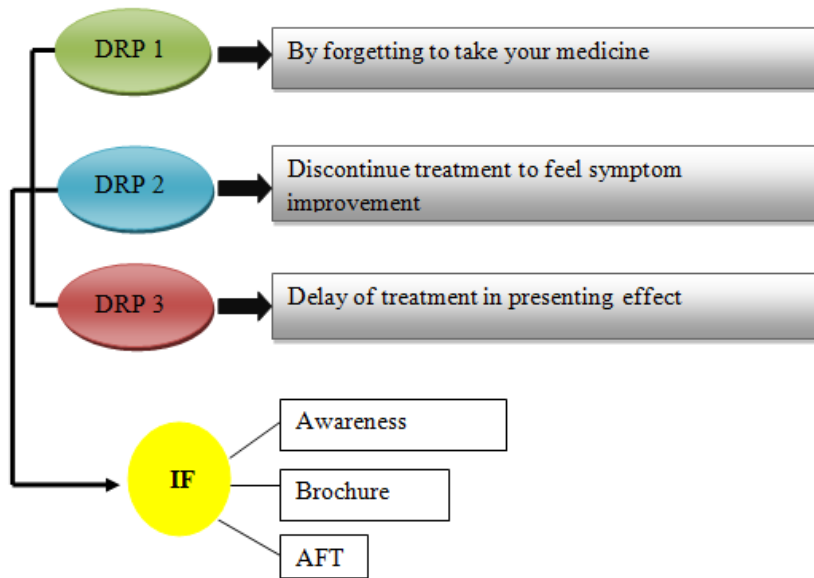 DRP 1
By forgetting to take your medicine
DRP 2
Discontinue treatment to feel symptom
improvement
DRP 3
Delay of treatment in presenting effect
IF
Awareness
Brochure
AFT